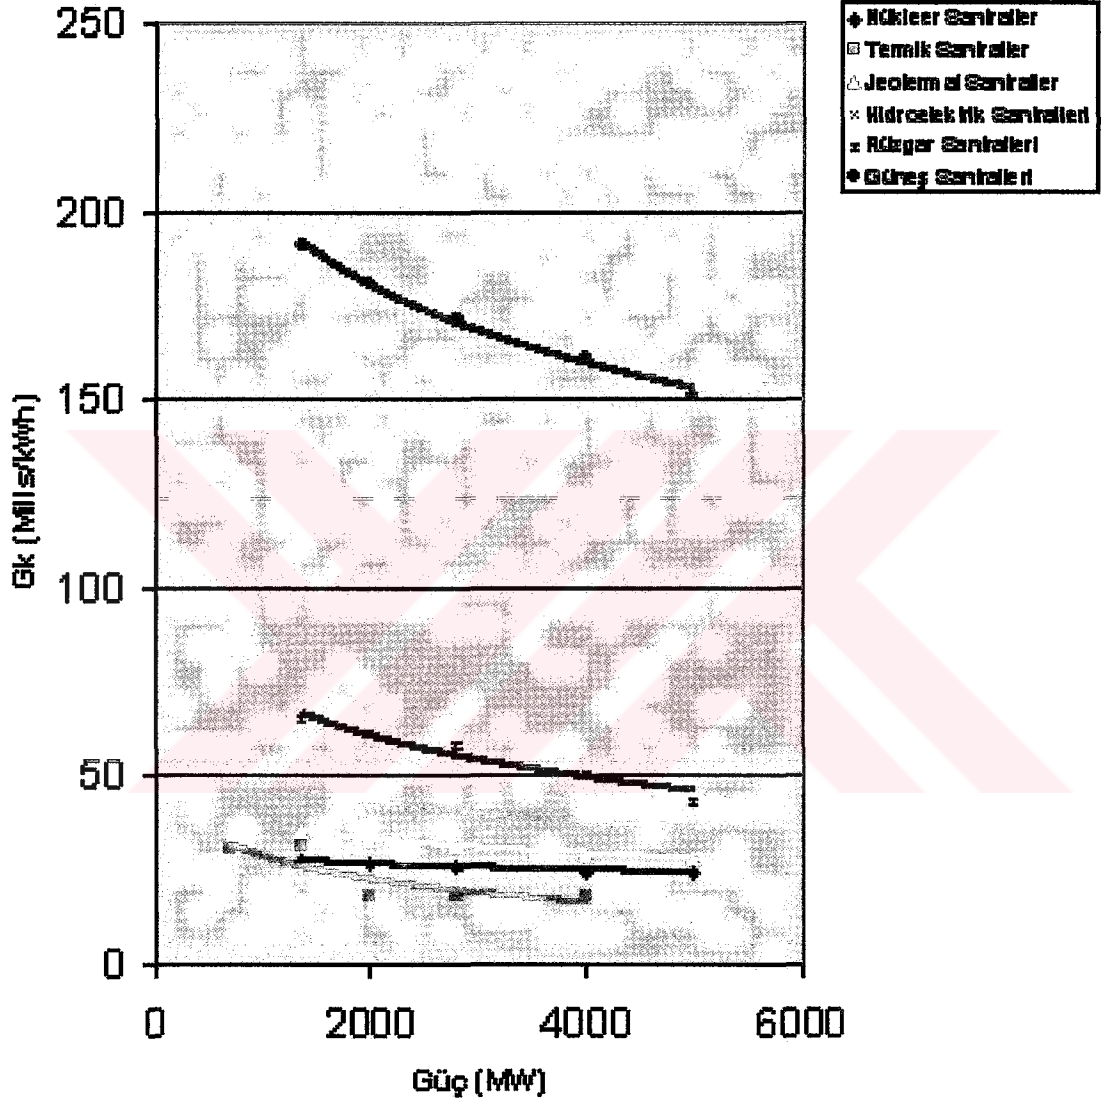 250
200
150
100
50
0
0 2000 4000 6000
Gk (Mills/kWh)
Güç (MW)
Nükleer Santraller
Termik Santraller
Jeotermal Santraller
Hidroelektrik Santralleri
Rüzgar Santralleri
Güneş Santralleri